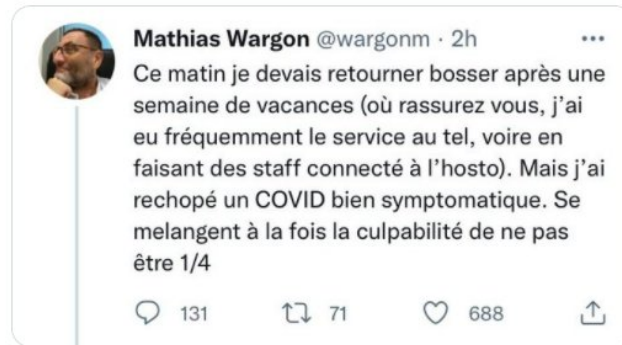 Mathias Wargon @wargonm · 2h
Ce matin je devais retourner bosser après une
semaine de vacances (où rassurez vous, j’ai
eu fréquemment le service au tel, voire en
faisant des staff connecté à l’hosto). Mais j’ai
rechopé un COVID bien symptomatique. Se
melangent à la fois la culpabilité de ne pas
être 1/4
131 71 688